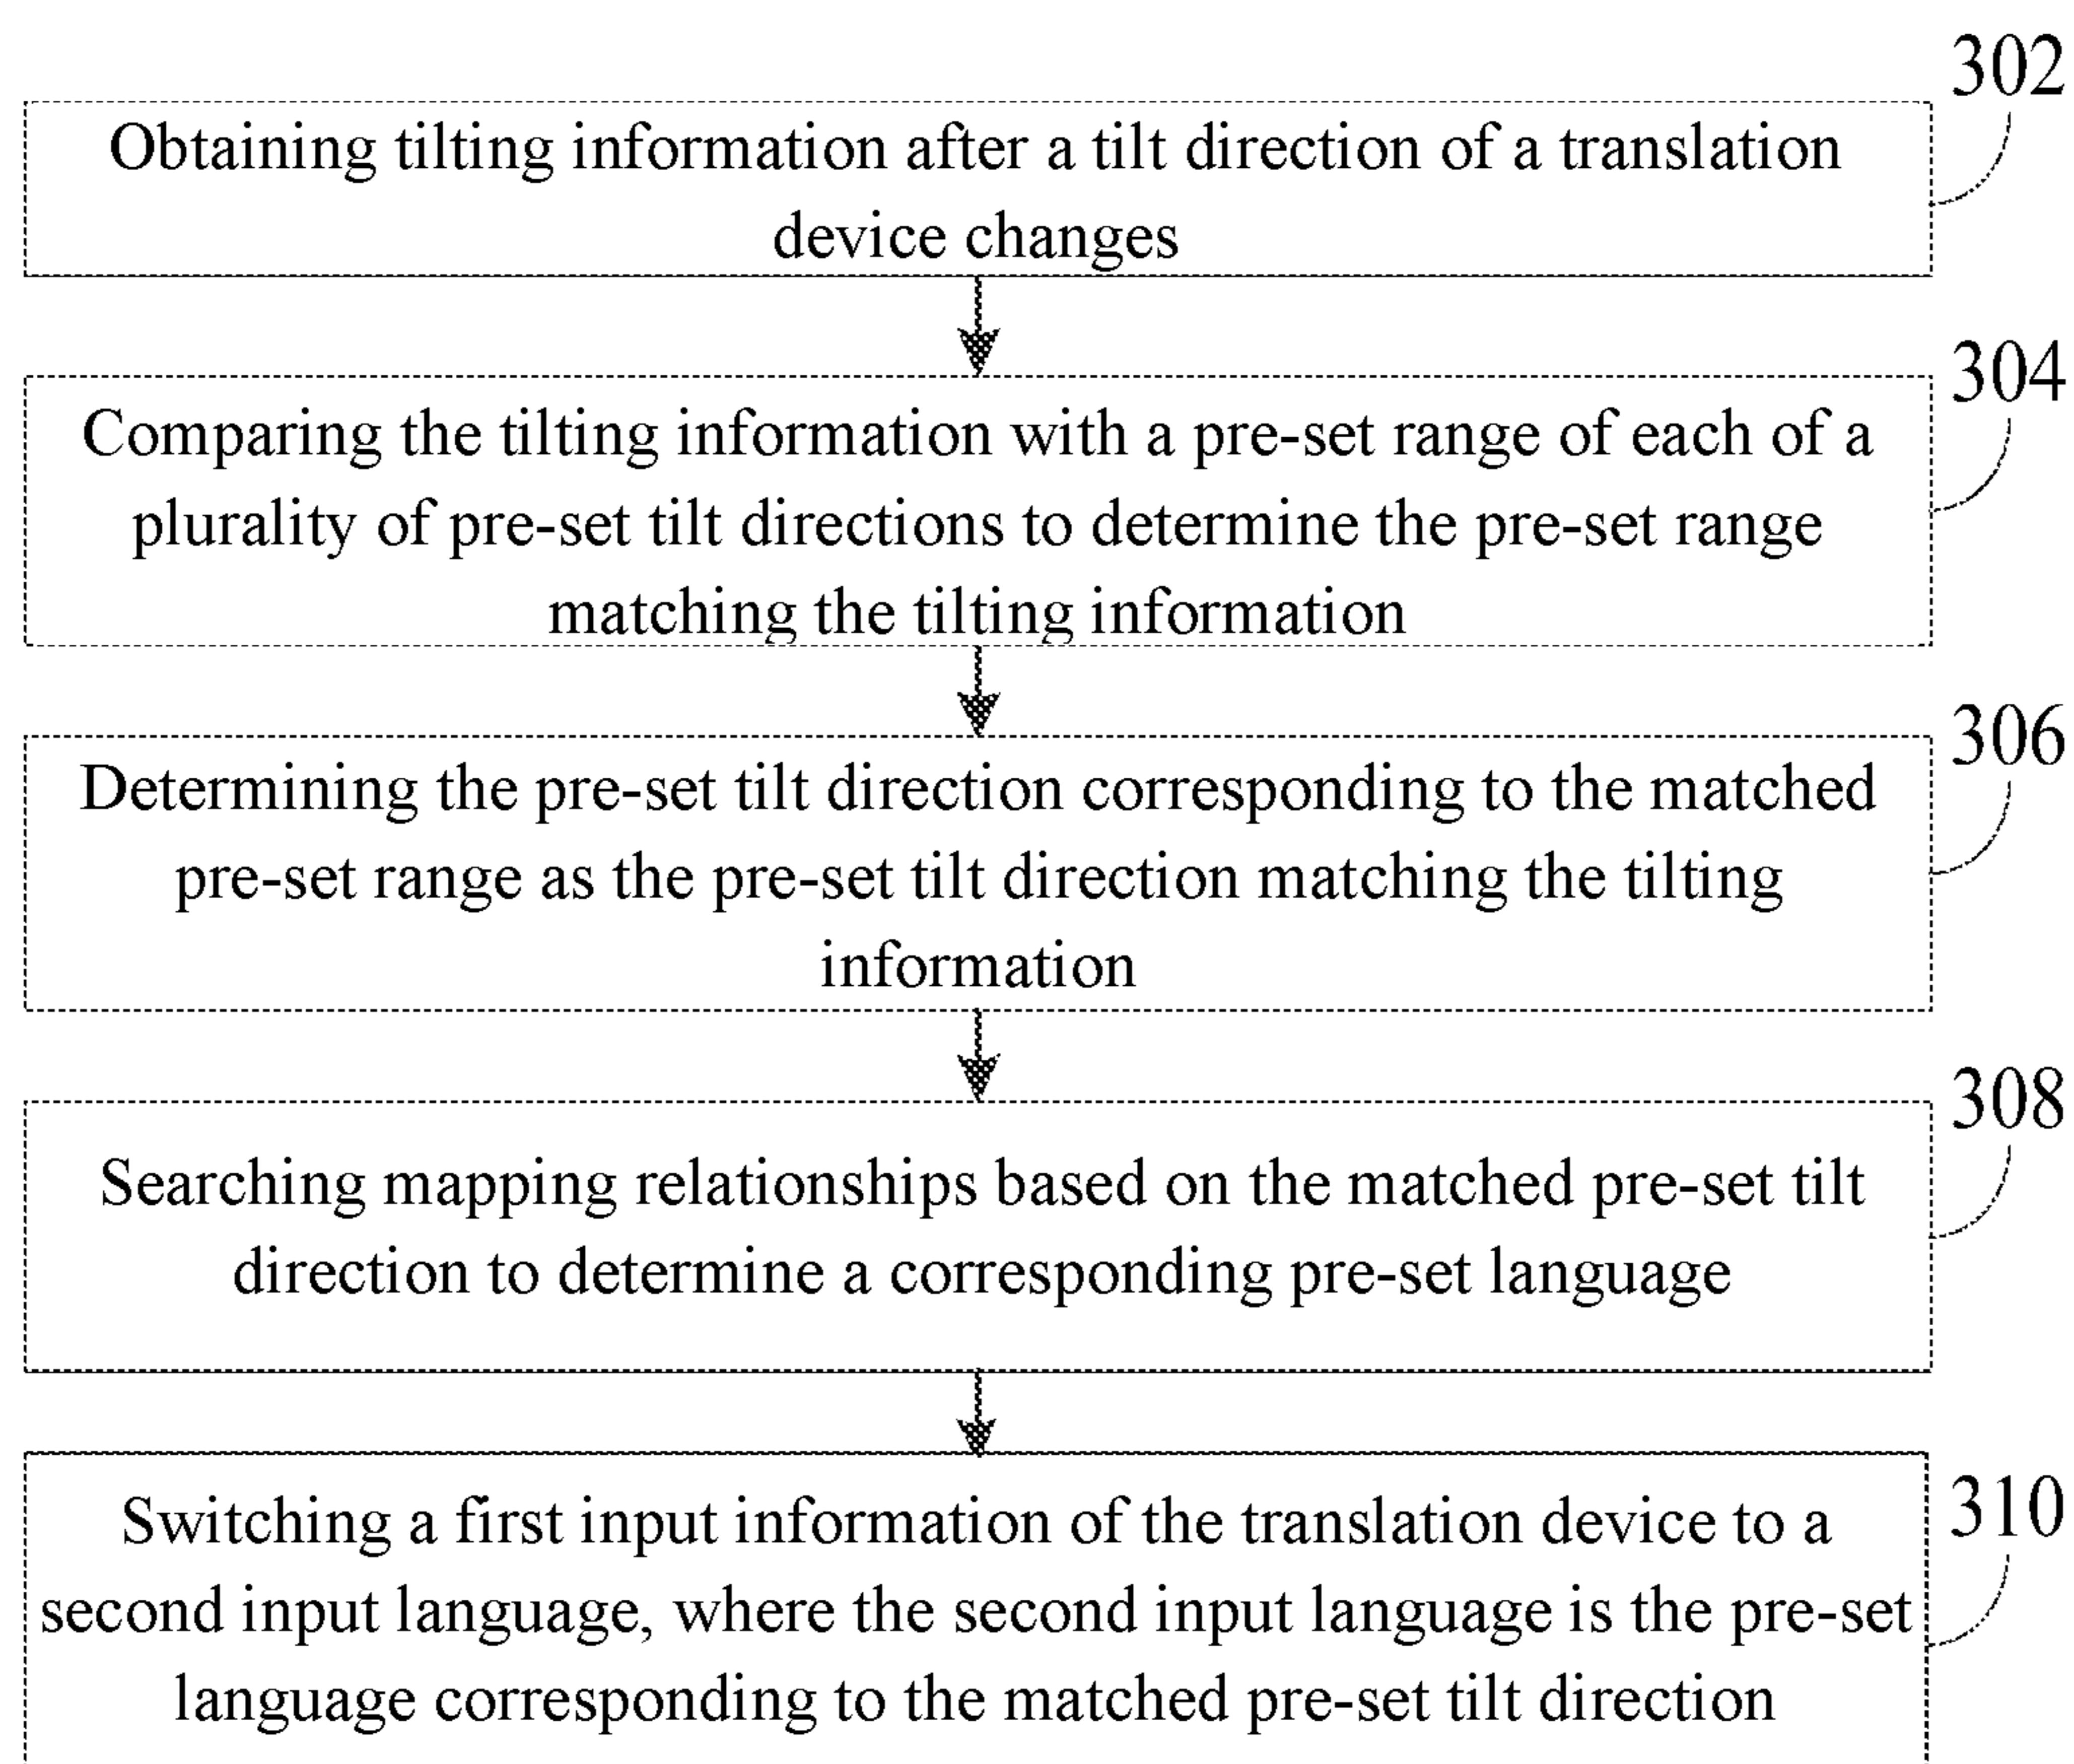 302
Obtaining tilting information after a tilt direction of a translation
device changes
304
Comparing the tilting information with a pre-set range of each of a
plurality of pre-set tilt directions to determine the pre-set range
matching the tilting information
306
Determining the pre-set tilt direction corresponding to the matched
pre-set range as the pre-set tilt direction matching the tilting
information
308
Searching mapping relationships based on the matched pre-set tilt
direction to determine a corresponding pre-set language
310
Switching a first input information of the translation device to a
second input language, where the second input language is the pre-set
language corresponding to the matched pre-set tilt direction